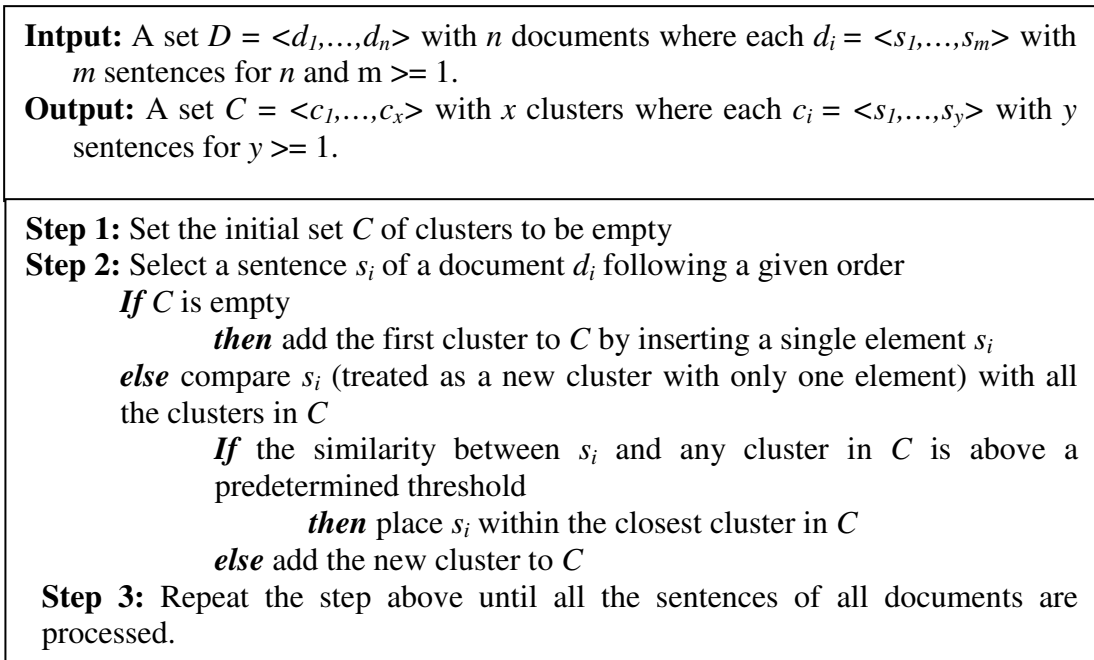 Intput: A set D = <d1,…,dn> with n documents where each di = <s1,…,sm> with
m sentences for n and m >= 1.
Output: A set C = <c1,…,cx> with x clusters where each ci = <s1,…,sy> with y
sentences for y >= 1.
Step 1: Set the initial set C of clusters to be empty
Step 2: Select a sentence si of a document di following a given order
If C is empty
then add the first cluster to C by inserting a single element si
else compare si (treated as a new cluster with only one element) with all
the clusters in C
If the similarity between si and any cluster in C is above a
predetermined threshold
then place si within the closest cluster in C
else add the new cluster to C
Step 3: Repeat the step above until all the sentences of all documents are
processed.